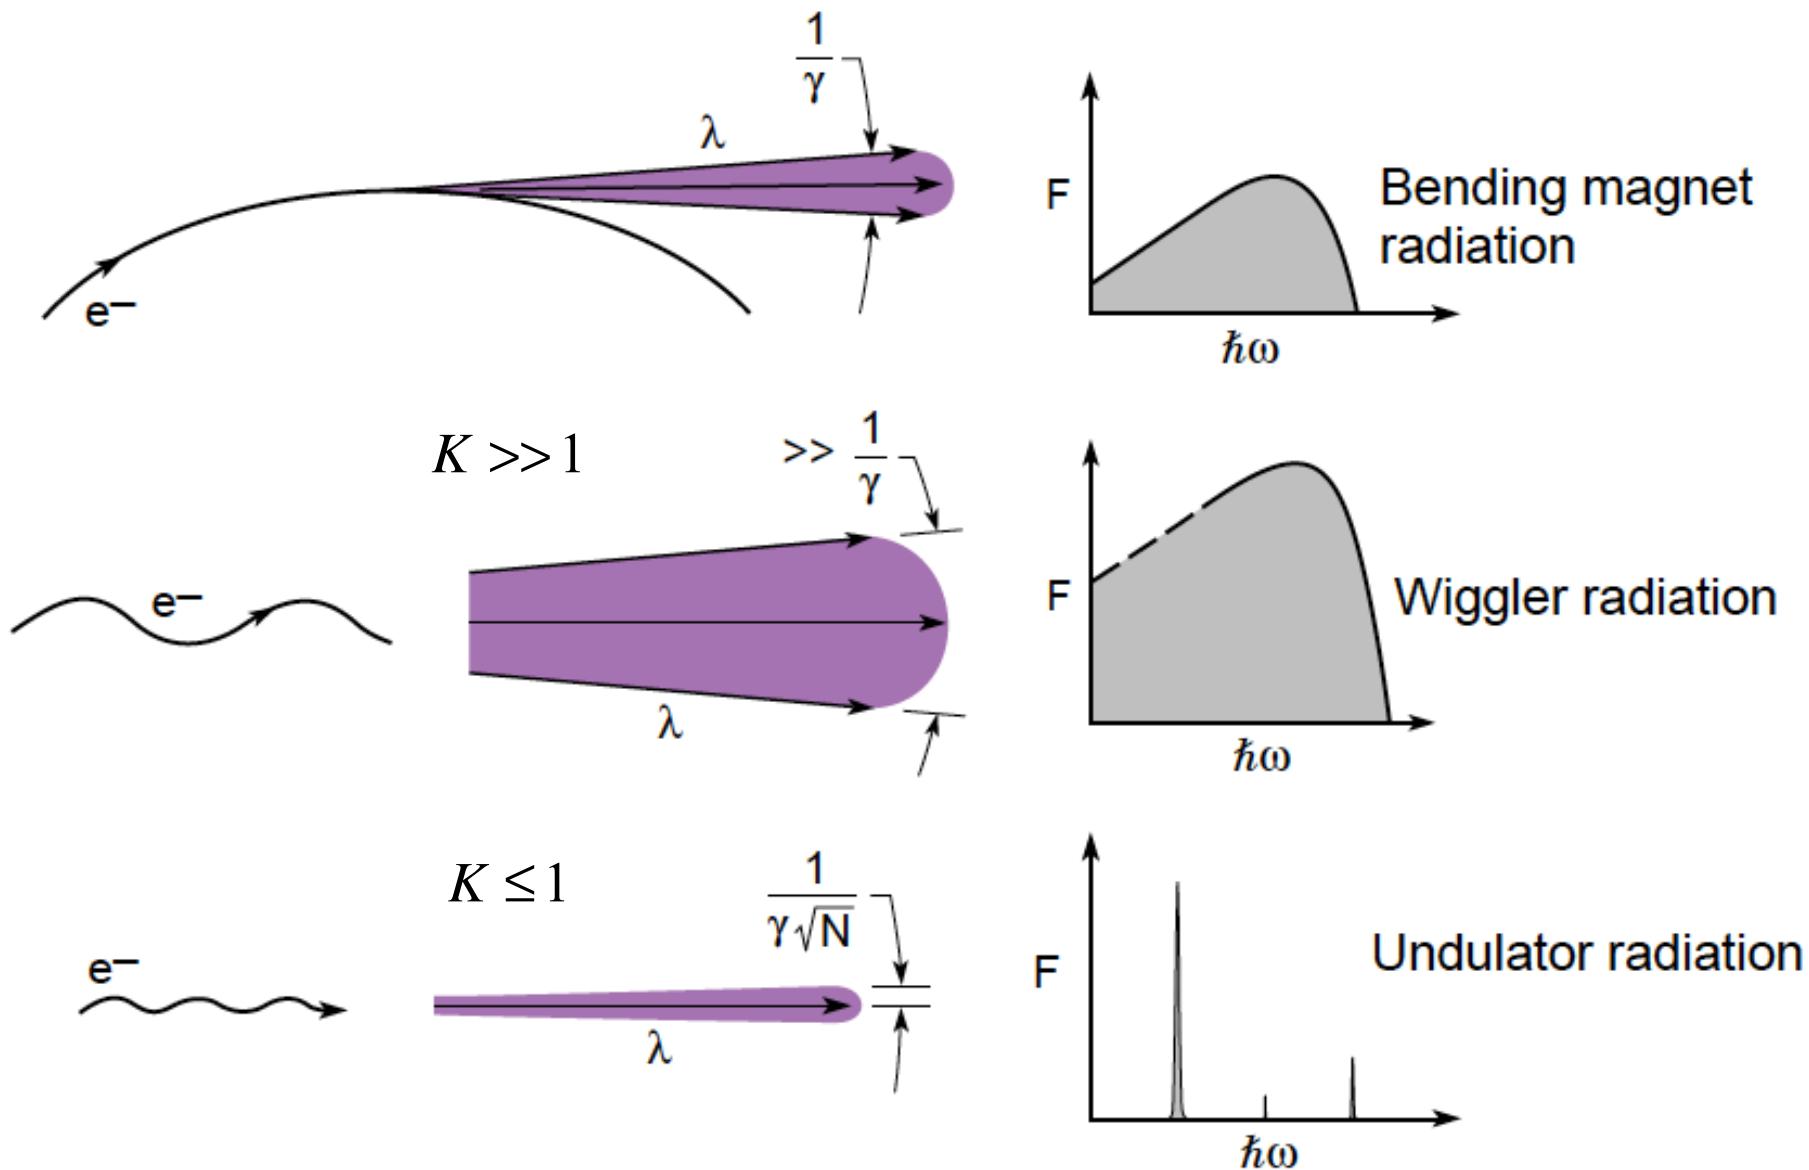 1
γ
λ
e–
F
ħω
Bending magnet
radiation
K >> 1
>> 1
γ
e–
λ
F
ħω
Wiggler radiation
K ≤ 1
1
γ√N
e–
λ
F
ħω
Undulator radiation